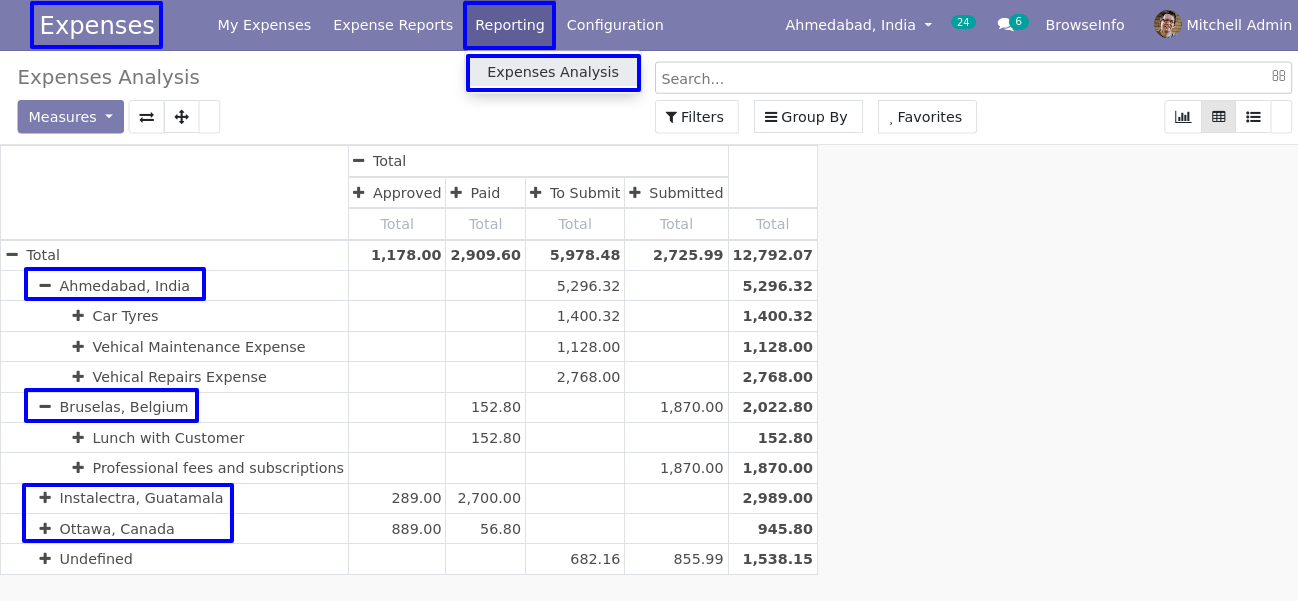 Expenses My Expenses Expense Reports Reporting Configuration Ahmedabad, India 24 6 BrowseInfo Mitchell Admin
Expenses Analysis
Expenses Analysis Search...
Measures Filters Group By Favorites
Total
Approved Paid To Submit Submitted
Total Total Total Total Total
Total 1,178.00 2,909.60 5,978.48 2,725.99 12,792.07
Ahmedabad, India 5,296.32 5,296.32
Car Tyres 1,400.32 1,400.32
Vehical Maintenance Expense 1,128.00 1,128.00
Vehical Repairs Expense 2,768.00 2,768.00
Bruselas, Belgium 152.80 1,870.00 2,022.80
Lunch with Customer 152.80 152.80
Professional fees and subscriptions 1,870.00 1,870.00
Instalectra, Guatamala 289.00 2,700.00 2,989.00
Ottawa, Canada 889.00 56.80 945.80
Undefined 682.16 855.99 1,538.15